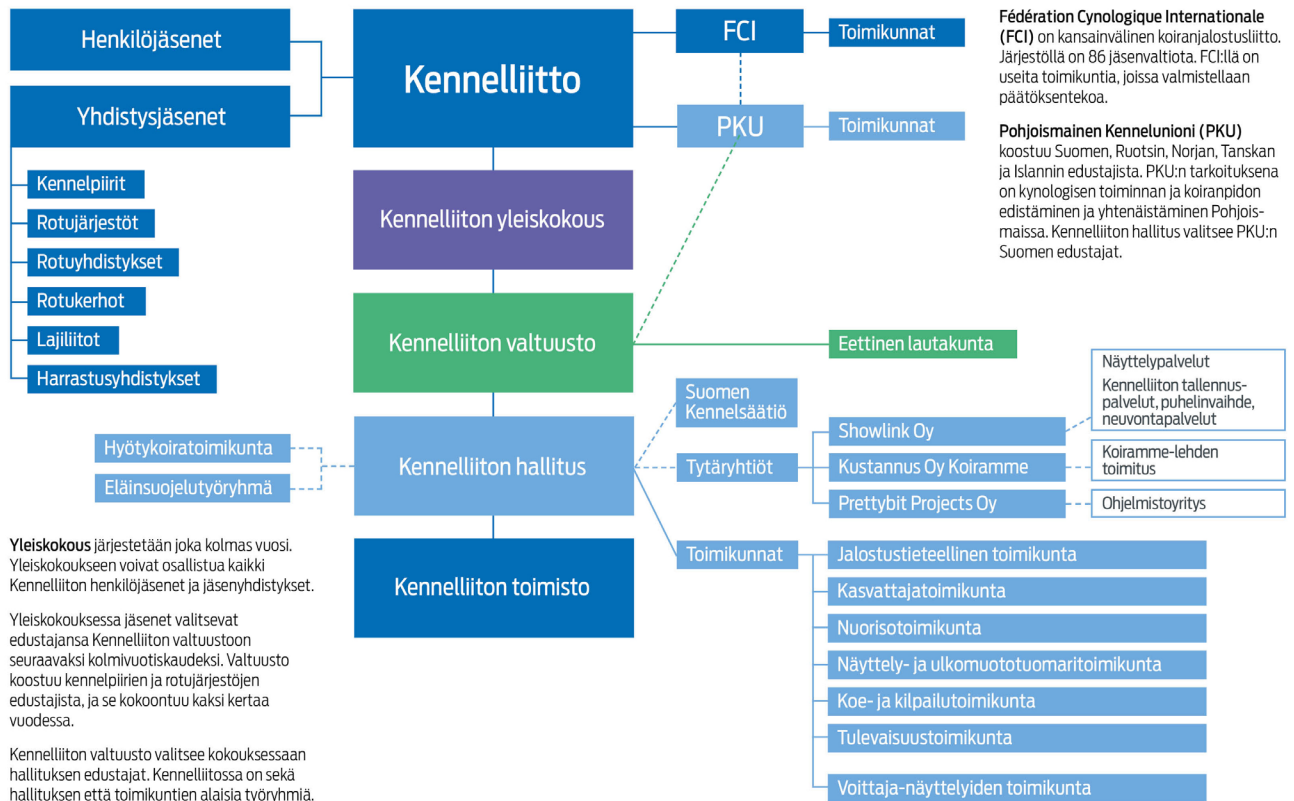 Henkilöjäsenet
Yhdistysjäsenet
Kennelpiirit
Rotujärjestöt
Rotuyhdistykset
Rotukerhot
Lajiliitot
Harrastusyhdistykset
Kennelliitto
FCI
Toimikunnat
PKU
Toimikunnat
Fédération Cynologique Internationale
(FCI) on kansainvälinen koiranjalostusliitto.
Järjestöllä on 86 jäsenvaltiota. FCI:llä on
useita toimikuntia, joissa valmistellaan
päätöksentekoa.
Pohjoismainen Kennelunioni (PKU)
koostuu Suomen, Ruotsin, Norjan, Tanskan
ja Islannin edustajista. PKU:n tarkoituksena
on kynologisen toiminnan ja koiranpidon
edistäminen ja yhtenäistäminen Pohjois-
maissa. Kennelliiton hallitus valitsee PKU:n
Suomen edustajat.
Kennelliiton yleiskokous
Kennelliiton valtuusto
Eettinen lautakunta
Hyötykoiratoimikunta
Eläinsuojelutyöryhmä
Kennelliiton hallitus
Suomen
Kennelsäätiö
Tytäryhtiöt
Showlink Oy
Kustannus Oy Koiramme
Prettybit Projects Oy
Näyttelypalvelut
Kennelliiton tallennus-
palvelut, puhelinvaihde,
neuvontapalvelut
Koiramme-lehden
toimitus
Ohjelmistoyritys
Kennelliiton toimisto
Toimikunnat
Jalostustieteellinen toimikunta
Kasvattajatoimikunta
Nuorisotoimikunta
Näyttely- ja ulkomuototuomaritoimikunta
Koe- ja kilpailutoimikunta
Tulevaisuustoimikunta
Voittaja-näyttelyiden toimikunta
Yleiskokous järjestetään joka kolmas vuosi.
Yleiskokoukseen voivat osallistua kaikki
Kennelliiton henkilöjäsenet ja jäsenyhdistykset.
Yleiskokouksessa jäsenet valitsevat
edustajansa Kennelliiton valtuustoon
seuraavaksi kolmivuotiskaudeksi. Valtuusto
koostuu kennelpiirien ja rotujärjestöjen
edustajista, ja se kokoontuu kaksi kertaa
vuodessa.
Kennelliiton valtuusto valitsee kokouksessaan
hallituksen edustajat. Kennelliitossa on sekä
hallituksen että toimikuntien alaisia työryhmiä.